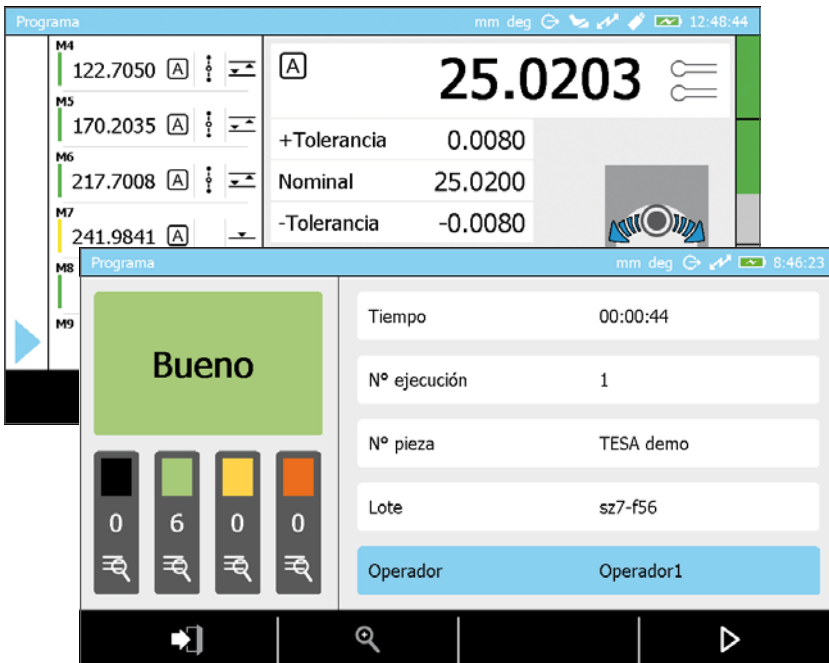 Programa
mm deg 12:48:44
M4
122.7050 A
M5
170.2035 A
M6
217.7008 A
M7
241.9841 A
M8
M9
A 25.0203
+Tolerancia 0.0080
Nominal 25.0200
-Tolerancia -0.0080
Programa
mm deg 8:46:23
Bueno
0 6 0 0
Tiempo 00:00:44
Nº ejecución 1
Nº pieza TESA demo
Lote sz7-f56
Operador Operador1